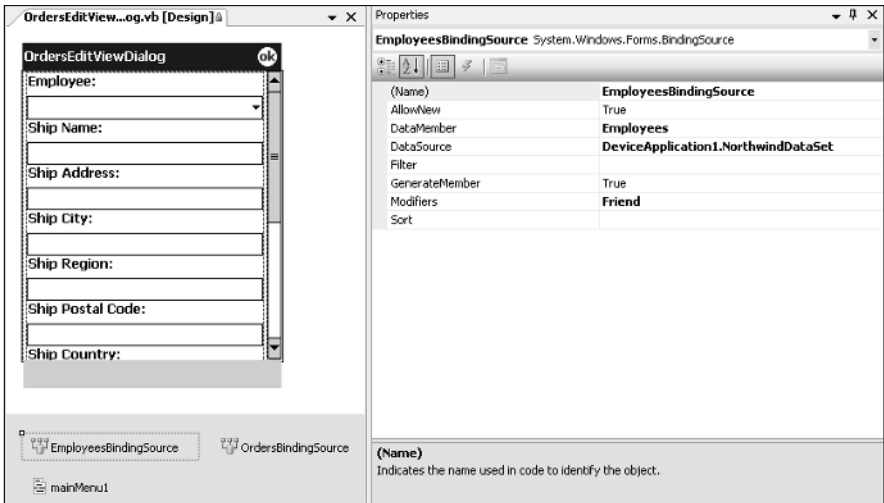 OrdersEditView...og.vb [Design]
OrdersEditViewDialog
ok
Employee:
Ship Name:
Ship Address:
Ship City:
Ship Region:
Ship Postal Code:
Ship Country:
EmployeesBindingSource
OrdersBindingSource
mainMenu1
Properties
EmployeesBindingSource System.Windows.Forms.BindingSource
(Name) EmployeesBindingSource
AllowNew True
DataMember Employees
DataSource DeviceApplication1.NorthwindDataSet
Filter
GenerateMember True
Modifiers Friend
Sort
(Name)
Indicates the name used in code to identify the object.